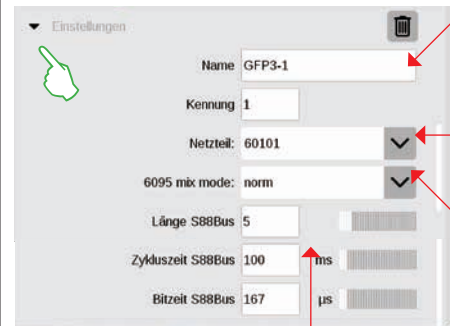 Einstellungen
Name GFP3-1
Kennung 1
Netzteil: 60101
6095 mix mode: norm
Länge S88Bus 5
Zykluszeit S88Bus 100 ms
Bitzeit S88Bus 167 µs